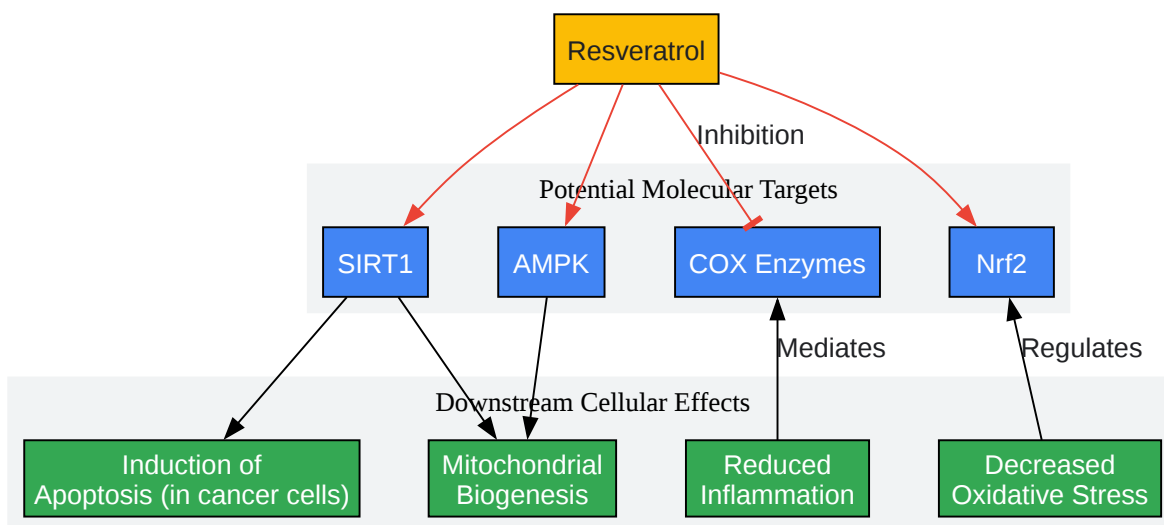 Resveratrol
Inhibition
Potential Molecular Targets
SIRT1
AMPK
COX Enzymes
Nrf2
Mediates
Regulates
Downstream Cellular Effects
Induction of
Apoptosis (in cancer cells)
Mitochondrial
Biogenesis
Reduced
Inflammation
Decreased
Oxidative Stress